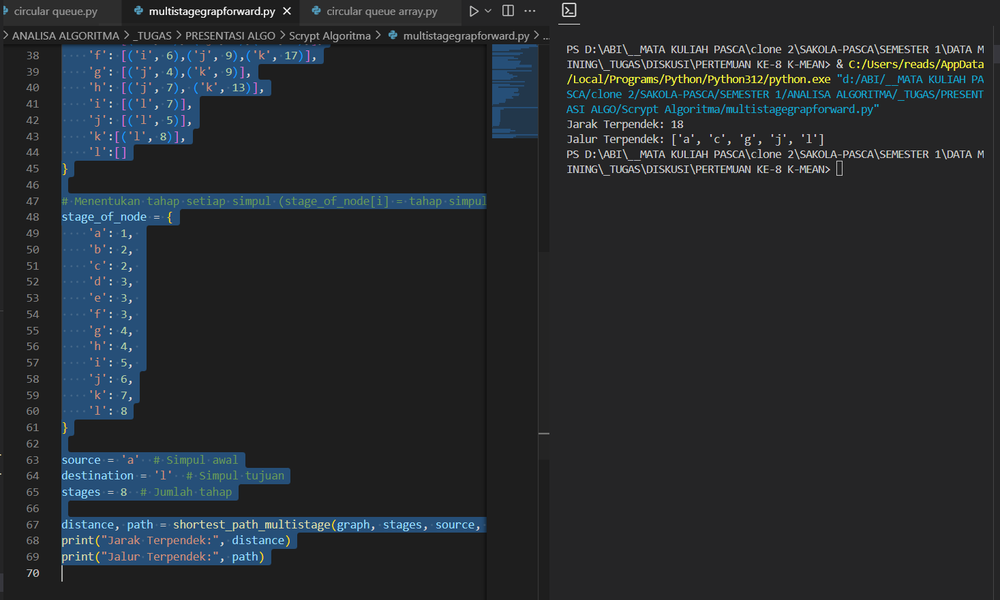 circular queue.py
multistagegrapforward.py
circular queue array.py
ANALISA ALGORITMA > _TUGAS > PRESENTASI ALGO > Scrypt Algoritma > multistagegrapforward.py > ...
38 'f': [('i', 6),('j', 9),('k', 17)],
39 'g': [('j', 4),('k', 9)],
40 'h': [('j', 7), ('k', 13)],
41 'i': [('l', 7)],
42 'j': [('l', 5)],
43 'k':[('l', 8)],
44 'l':[]
45 }
46
47 # Menentukan tahap setiap simpul (stage_of_node[i] = tahap simpul
48 stage_of_node = {
49 'a': 1,
50 'b': 2,
51 'c': 2,
52 'd': 3,
53 'e': 3,
54 'f': 3,
55 'g': 4,
56 'h': 4,
57 'i': 5,
58 'j': 6,
59 'k': 7,
60 'l': 8
61 }
62
63 source = 'a'  # Simpul awal
64 destination = 'l'  # Simpul tujuan
65 stages = 8  # Jumlah tahap
66
67 distance, path = shortest_path_multistage(graph, stages, source,
68 print("Jarak Terpendek:", distance)
69 print("Jalur Terpendek:", path)
70
PS D:\ABI\__MATA KULIAH PASCA\clone 2\SAKOLA-PASCA\SEMESTER 1\DATA M
INING\_TUGAS\DISKUSI\PERTEMUAN KE-8 K-MEAN> & C:/Users/reads/AppData
/Local/Programs/Python/Python312/python.exe "d:/ABI/__MATA KULIAH PA
SCA/clone 2/SAKOLA-PASCA/SEMESTER 1/ANALISA ALGORITMA/_TUGAS/PRESENT
ASI ALGO/Scrypt Algoritma/multistagegrapforward.py"
Jarak Terpendek: 18
Jalur Terpendek: ['a', 'c', 'g', 'j', 'l']
PS D:\ABI\__MATA KULIAH PASCA\clone 2\SAKOLA-PASCA\SEMESTER 1\DATA M
INING\_TUGAS\DISKUSI\PERTEMUAN KE-8 K-MEAN>